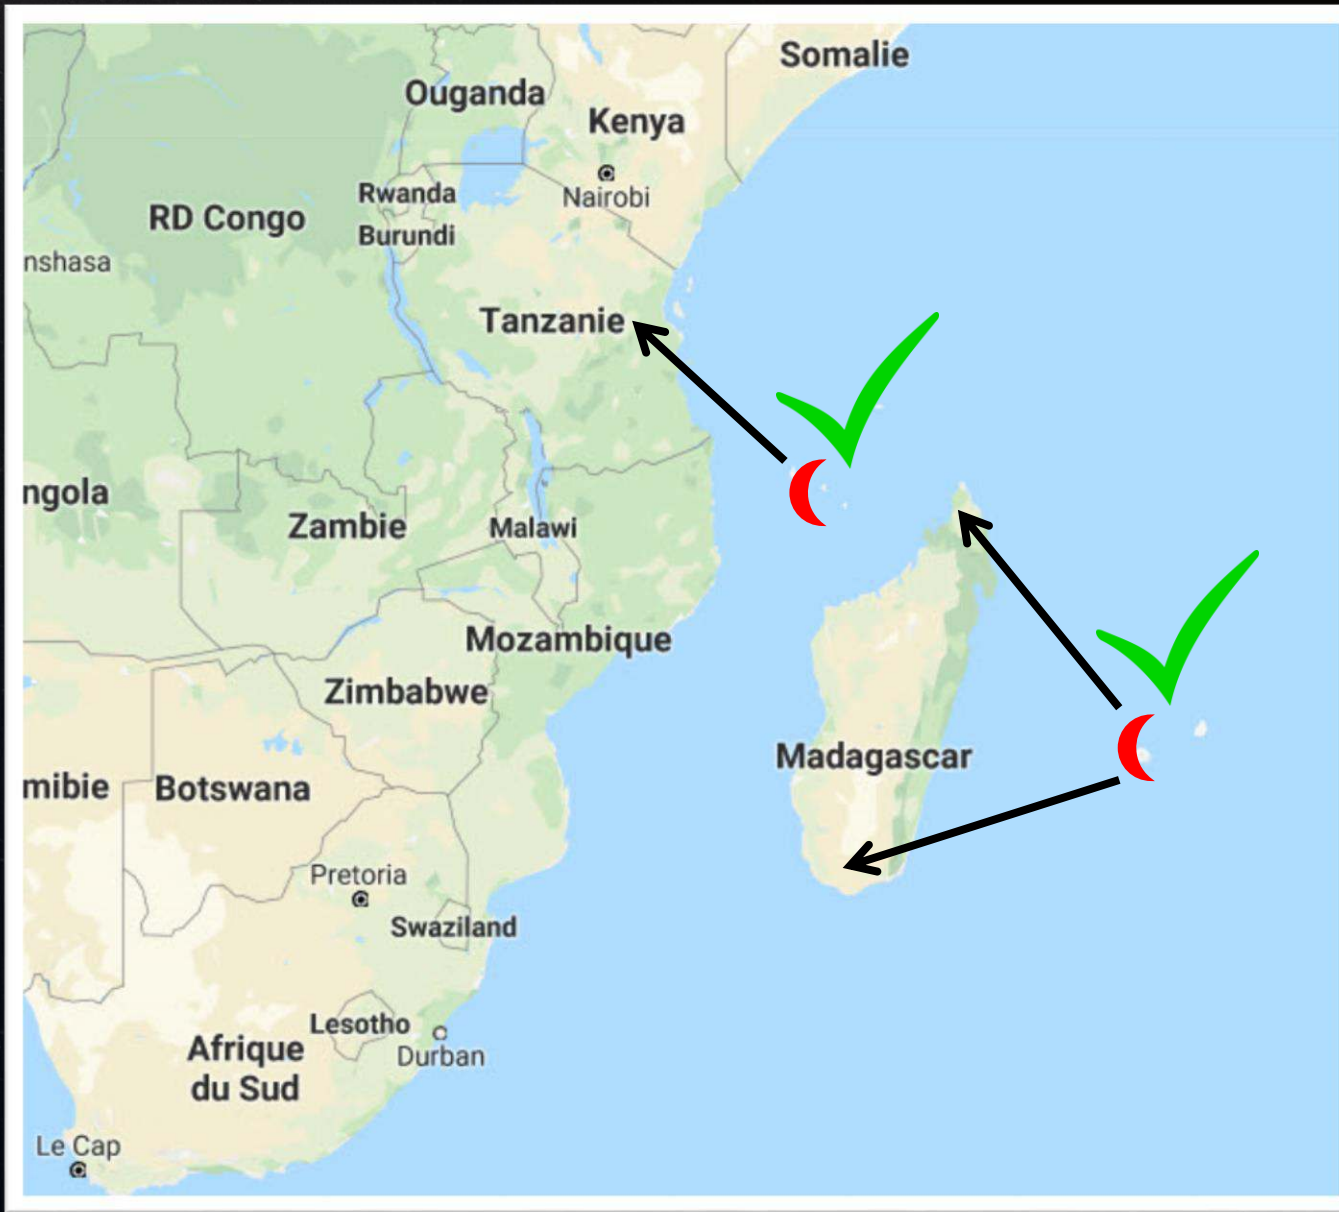 Somalie
Ouganda
Kenya
Nairobi
Rwanda
RD Congo
Burundi
nshasa
Tanzanie
ngola
Zambie
Malawi
Mozambique
Zimbabwe
Madagascar
mibie
Botswana
Pretoria
Swaziland
Lesotho
Afrique
du Sud
Durban
Le Cap